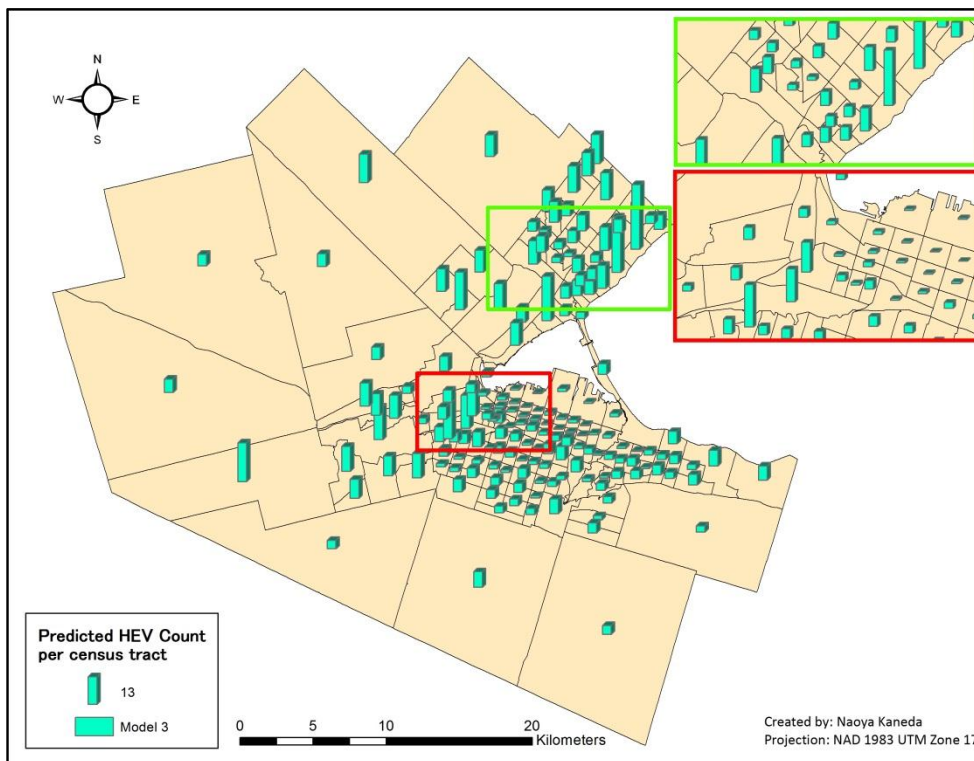 N
W E
S
Predicted HEV Count
per census tract
13
Model 3
0 5 10 20
Kilometers
Created by: Naoya Kaneda
Projection: NAD 1983 UTM Zone 17